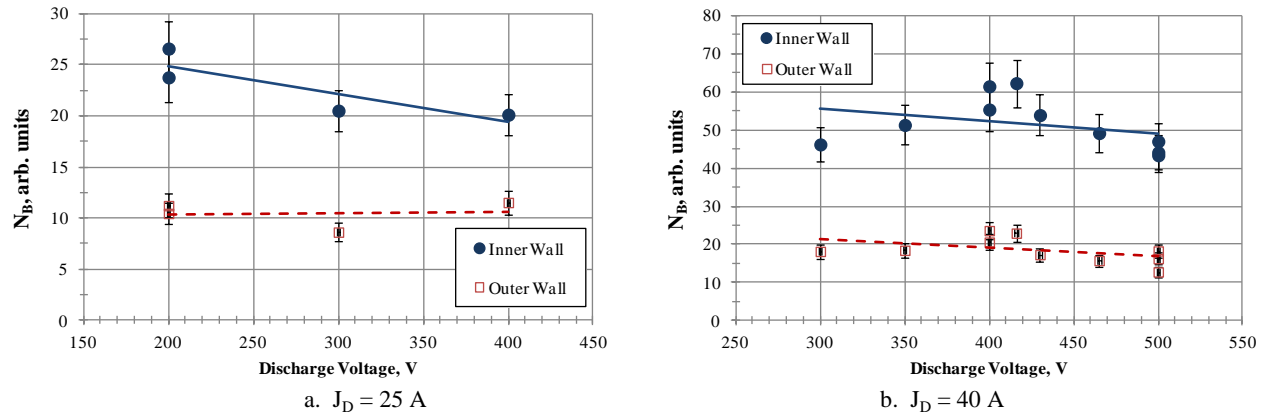 30
25
20
15
10
5
0
N_B, arb. units
Inner Wall
Outer Wall
150 200 250 300 350 400 450
Discharge Voltage, V
a. J_D = 25 A
80
70
60
50
40
30
20
10
0
N_B, arb. units
Inner Wall
Outer Wall
250 300 350 400 450 500 550
Discharge Voltage, V
b. J_D = 40 A